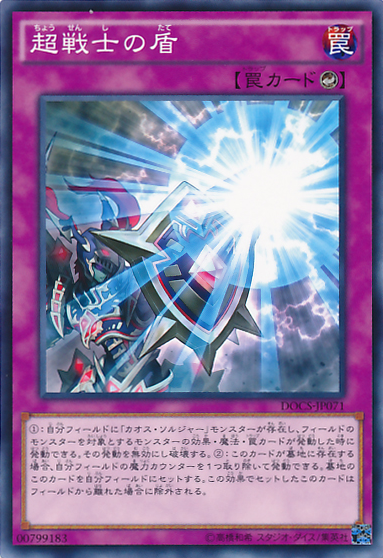 超戦士の盾
罠
【罠カード】
DOCS-JP071
①：自分フィールドに「カオス・ソルジャー」モンスターが存在し、フィールドの
モンスターを対象とするモンスターの効果・魔法・罠カードが発動した時に
発動できる。その発動を無効にし破壊する。②：このカードが墓地に存在する
場合、自分フィールドの魔力カウンターを１つ取り除いて発動できる。墓地の
このカードを自分フィールドにセットする。この効果でセットしたこのカードは
フィールドから離れた場合に除外される。
00799183
©高橋和希 スタジオ・ダイス/集英社